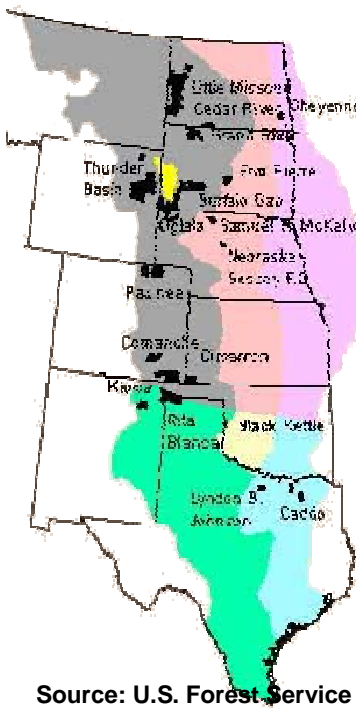 Little Missouri
Cedar River Cheyenne
Grand River
Thunder
Basin
Fort Pierre
Buffalo Gap
Oglala Samuel R. McKelv
Nebraska
Pawnee
Comanche
Cimarron
Kiowa
Rita
Blanca
Black Kettle
Lyndon B.
Johnson
Caddo
Source: U.S. Forest Service